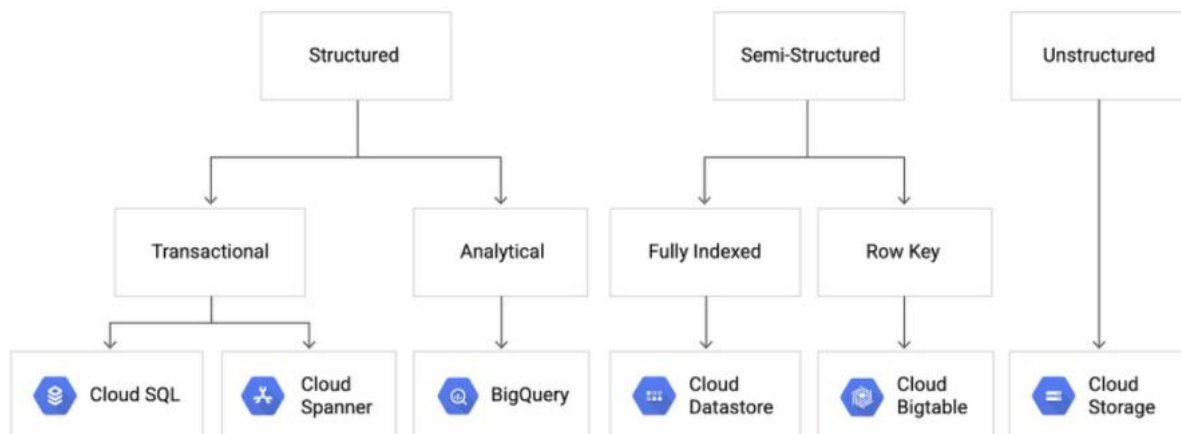 Structured
Semi-Structured
Unstructured
Transactional
Analytical
Fully Indexed
Row Key
Cloud SQL
Cloud
Spanner
BigQuery
Cloud
Datastore
Cloud
Bigtable
Cloud
Storage